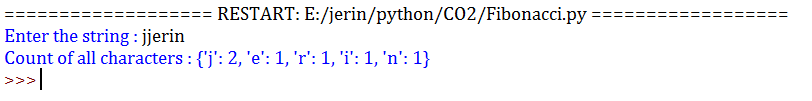 =================== RESTART: E:/jerin/python/CO2/Fibonacci.py ==================
Enter the string : jjerin
Count of all characters : {'j': 2, 'e': 1, 'r': 1, 'i': 1, 'n': 1}
>>>